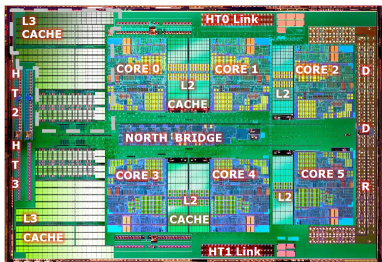 L3
CACHE
HT0 Link
CORE 0
CORE 1
CORE 2
L2
CACHE
L2
H
T
2
D
D
R
NORTH BRIDGE
H
T
3
CORE 3
CORE 4
CORE 5
L2
CACHE
L2
L3
CACHE
HT1 Link